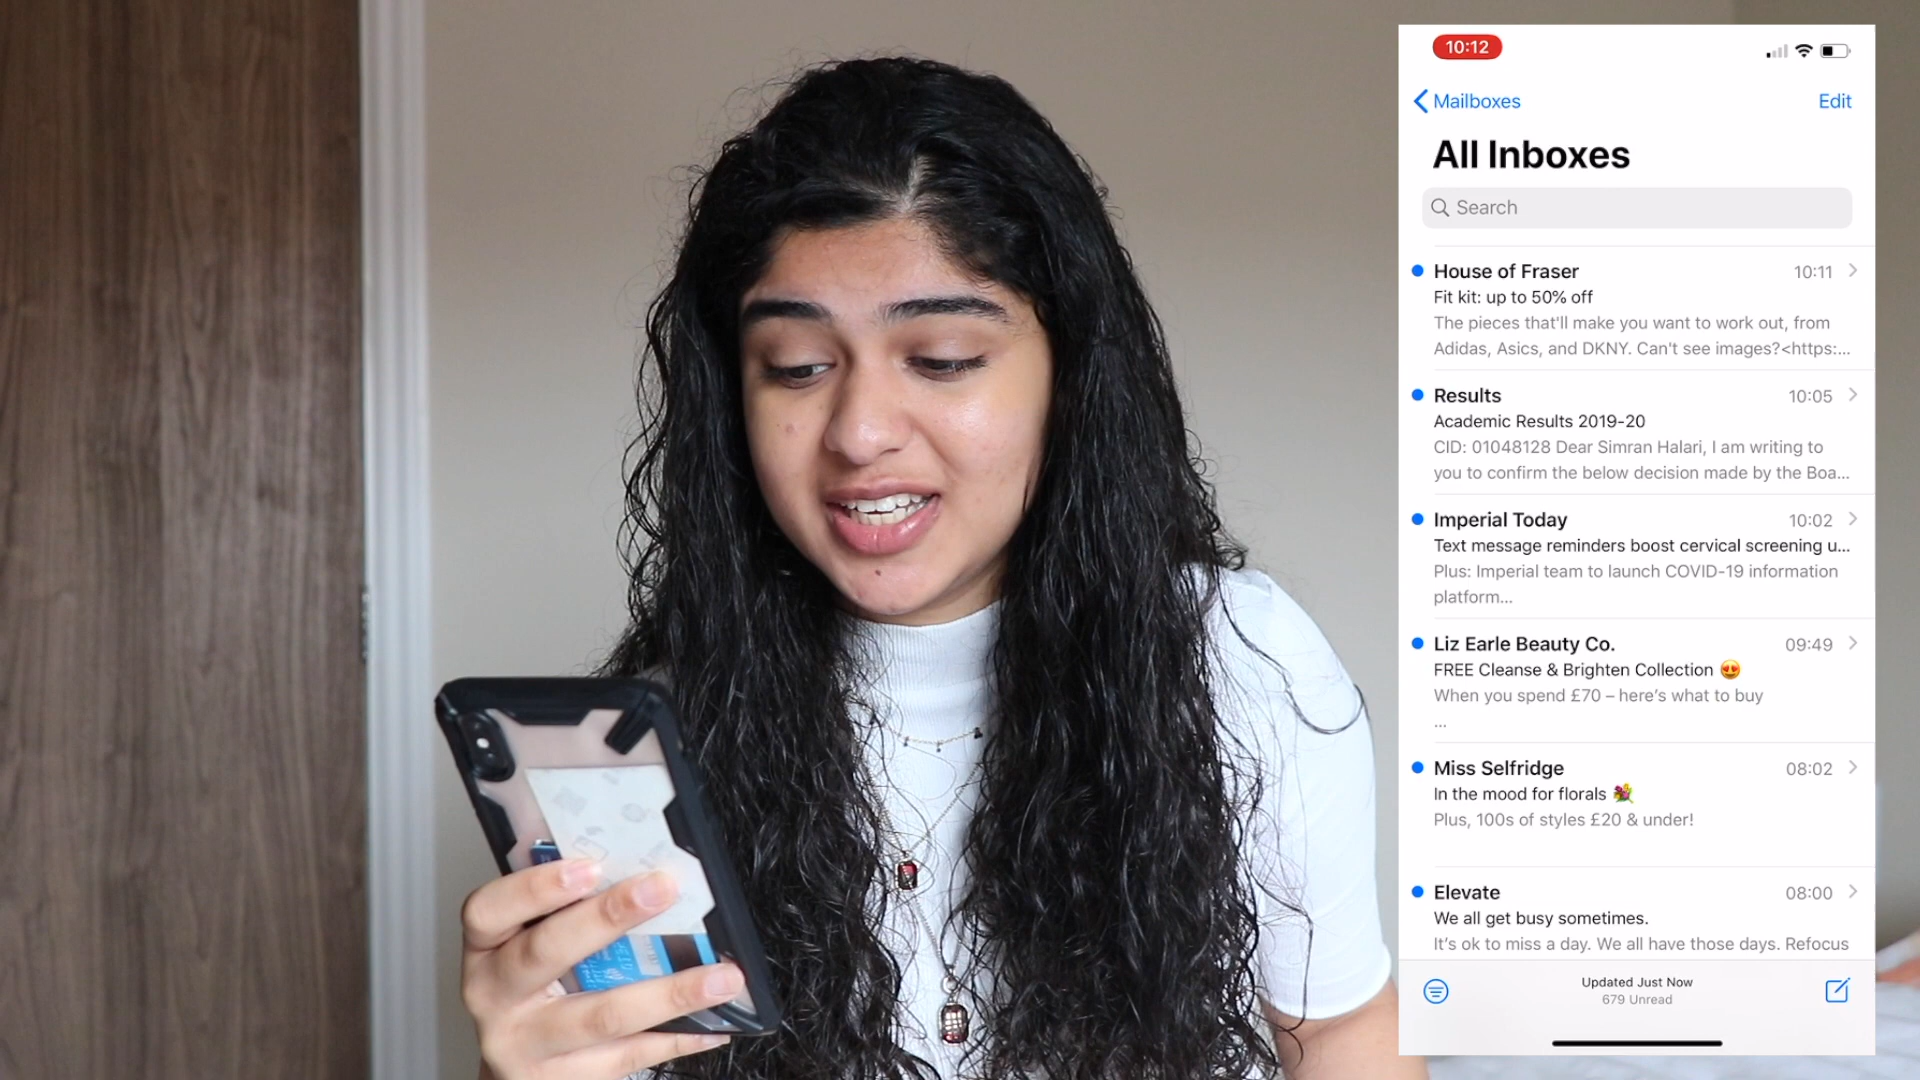 10:12
Mailboxes
Edit
All Inboxes
Search
House of Fraser 10:11
Fit kit: up to 50% off
The pieces that'll make you want to work out, from
Adidas, Asics, and DKNY. Can't see images?<https:...
Results 10:05
Academic Results 2019-20
CID: 01048128 Dear Simran Halari, I am writing to
you to confirm the below decision made by the Boa...
Imperial Today 10:02
Text message reminders boost cervical screening u...
Plus: Imperial team to launch COVID-19 information
platform...
Liz Earle Beauty Co. 09:49
FREE Cleanse & Brighten Collection 😍
When you spend £70 – here’s what to buy
...
Miss Selfridge 08:02
In the mood for florals 💐
Plus, 100s of styles £20 & under!
Elevate 08:00
We all get busy sometimes.
It’s ok to miss a day. We all have those days. Refocus
Updated Just Now
679 Unread